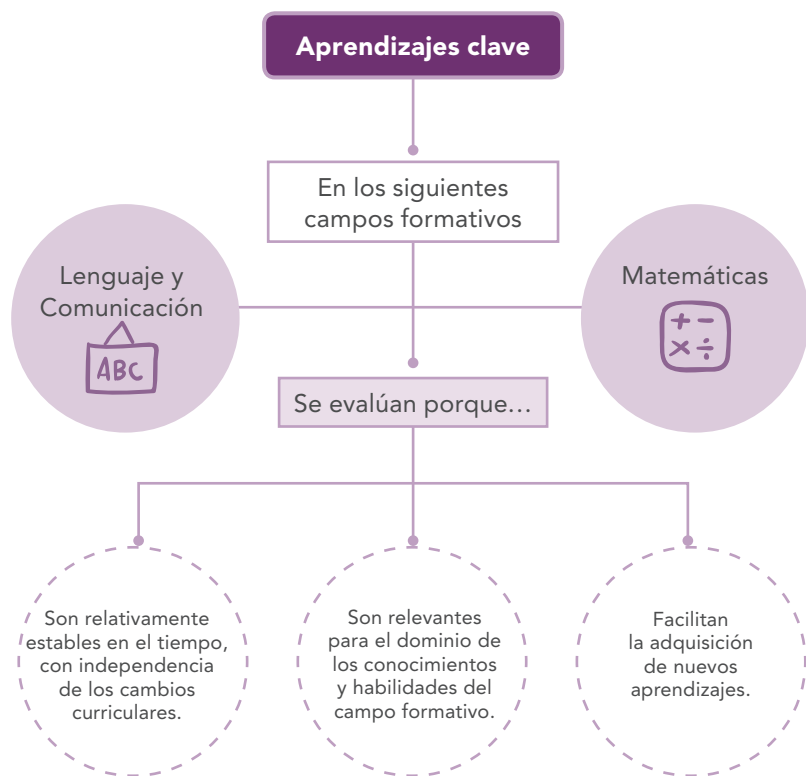 Aprendizajes clave
En los siguientes
campos formativos
Lenguaje y
Comunicación
ABC
Matemáticas
+ −
× ÷
Se evalúan porque...
Son relativamente
estables en el tiempo,
con independencia
de los cambios
curriculares.
Son relevantes
para el dominio de
los conocimientos
y habilidades del
campo formativo.
Facilitan
la adquisición
de nuevos
aprendizajes.